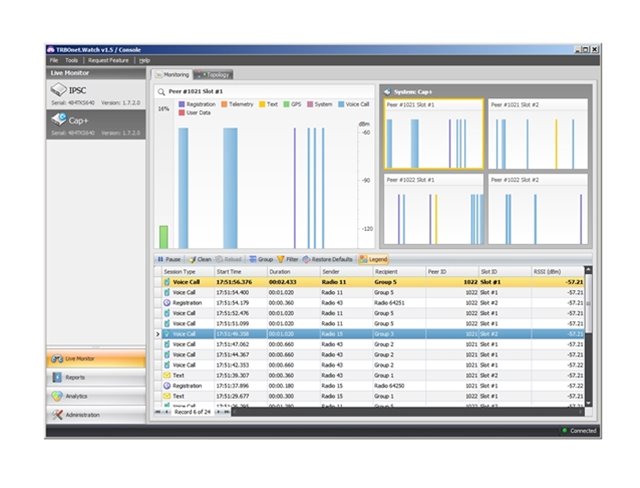 TRBOnet.Watch v1.5 / Console
File Tools Request Feature Help
Live Monitor
IPSC
Serial: 484TKS640 Version: 1.7.2.0
Cap+
Serial: 484TKS640 Version: 1.7.2.0
Live Monitor
Reports
Analytics
Administration
Monitoring Topology
Peer #1021 Slot #1
16%
Registration Telemetry Text GPS System Voice Call
User Data
dBm
-60
-90
-120
System: Cap+
Peer #1021 Slot #1 Peer #1021 Slot #2
Peer #1022 Slot #1 Peer #1022 Slot #2
Pause Clean Reload Group Filter Restore Defaults Legend
Session Type Start Time Duration Sender Recipient Peer ID Slot ID RSSI (dBm)
Voice Call 17:51:56.376 00:02.433 Radio 11 Group 5 1022 Slot #1 -57.21
Voice Call 17:51:54.400 00:01.020 Radio 11 Group 5 1022 Slot #1 -57.21
Registration 17:51:54.179 00:00.360 Radio 43 Radio 64251 1022 Slot #2 -57.21
Voice Call 17:51:52.476 00:01.020 Radio 11 Group 5 1022 Slot #1 -57.21
Voice Call 17:51:51.099 00:01.020 Radio 11 Group 5 1022 Slot #1 -57.21
Voice Call 17:51:49.358 00:01.020 Radio 15 Group 3 1021 Slot #2 -57.21
Voice Call 17:51:47.062 00:00.660 Radio 43 Group 2 1021 Slot #1 -57.21
Voice Call 17:51:44.367 00:00.660 Radio 43 Group 2 1021 Slot #1 -57.21
Voice Call 17:51:42.353 00:00.660 Radio 43 Group 2 1021 Slot #1 -57.22
Text 17:51:39.307 00:00.360 Radio 43 Group 1 1021 Slot #2 -57.21
Registration 17:51:37.896 00:00.180 Radio 15 Radio 64250 1021 Slot #1 -57.21
Text 17:51:29.677 00:00.300 Radio 15 Group 1 1022 Slot #1 -57.22
Record 6 of 24
Connected